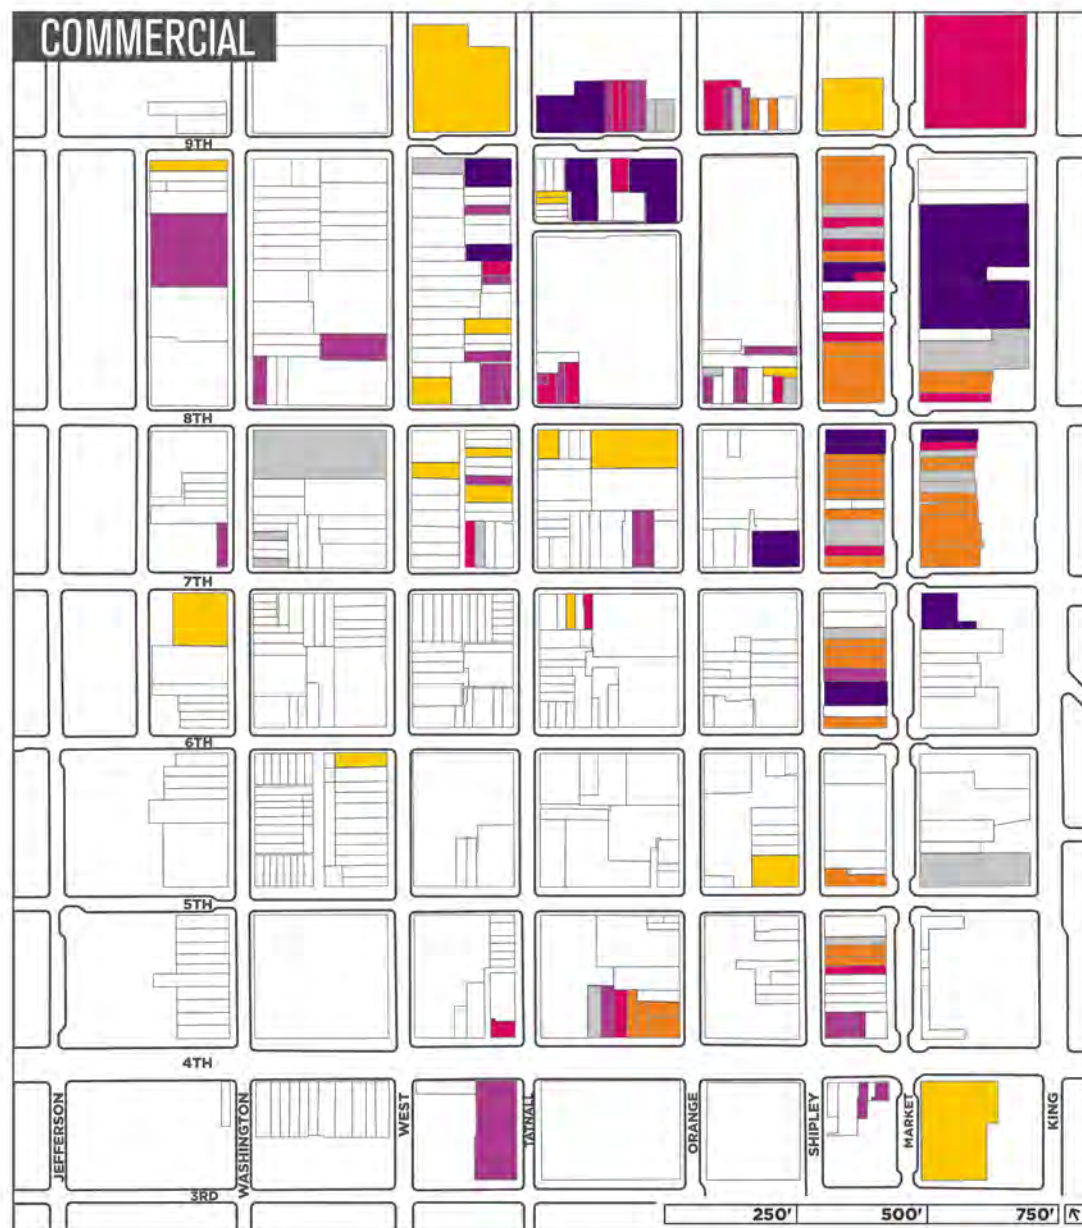 COMMERCIAL
9TH
8TH
7TH
6TH
5TH
4TH
JEFFERSON
WASHINGTON
WEST
TATNALL
ORANGE
SHIPLEY
MARKET
KING
3RD
250'
500'
750'